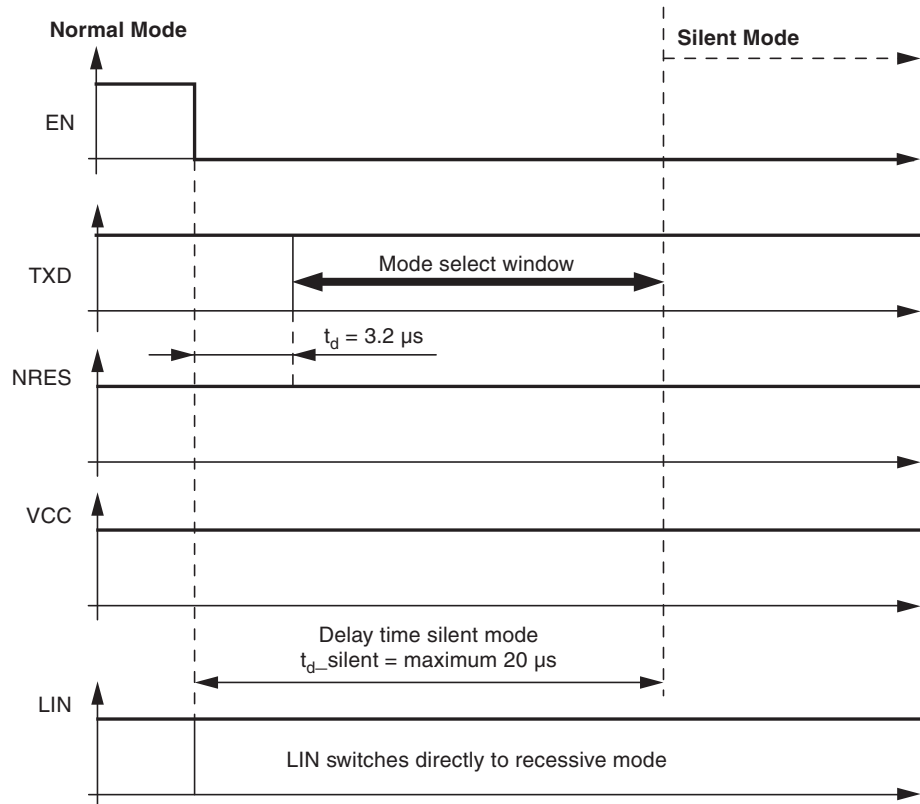 Normal Mode
Silent Mode
EN
TXD
Mode select window
t_d = 3.2 µs
NRES
VCC
Delay time silent mode
t_d_silent = maximum 20 µs
LIN
LIN switches directly to recessive mode